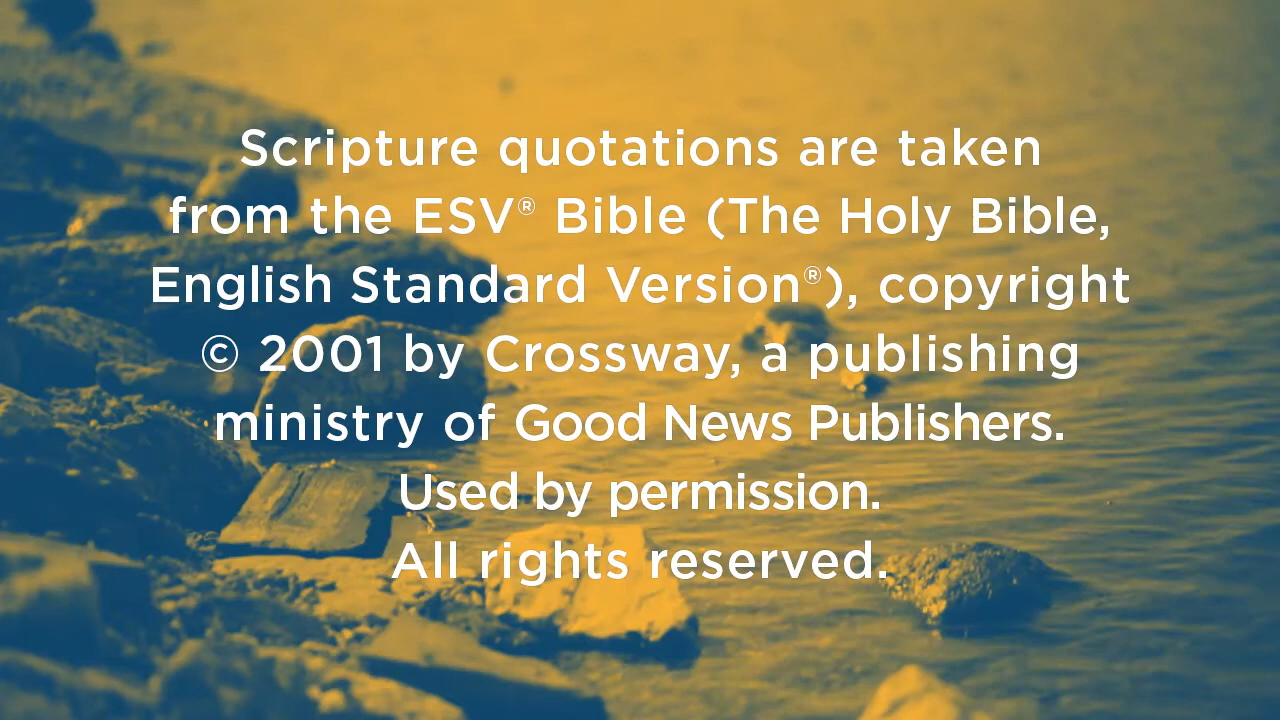 Scripture quotations are taken
from the ESV® Bible (The Holy Bible,
English Standard Version®), copyright
© 2001 by Crossway, a publishing
ministry of Good News Publishers.
Used by permission.
All rights reserved.